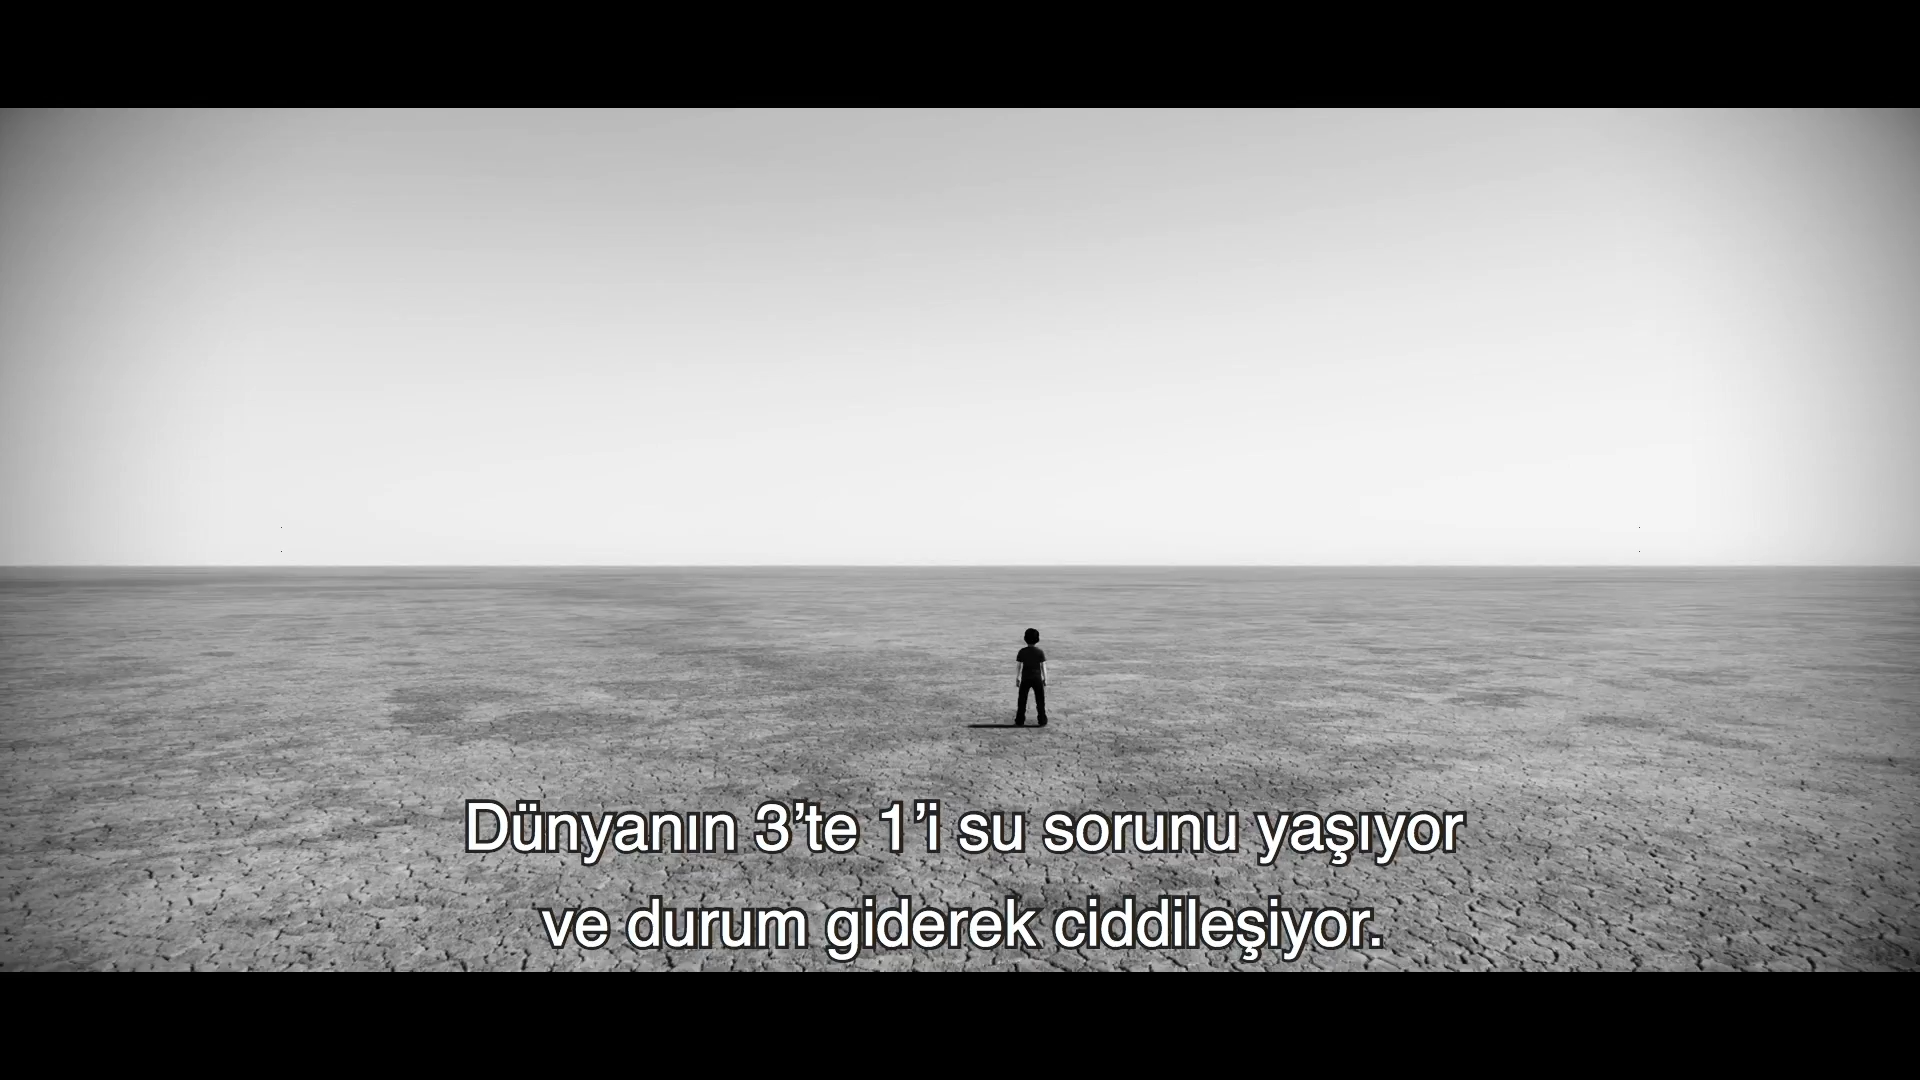 Dünyanın 3’te 1’i su sorunu yaşıyor
ve durum giderek ciddileşiyor.